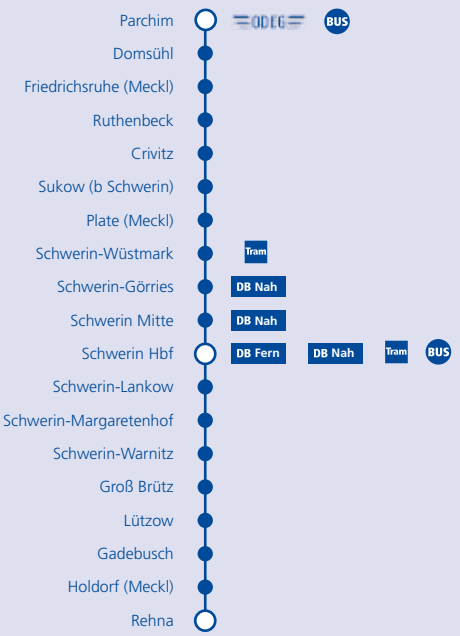 Parchim ODEG BUS
Domsühl
Friedrichsruhe (Meckl)
Ruthenbeck
Crivitz
Sukow (b Schwerin)
Plate (Meckl)
Schwerin-Wüstmark Tram
Schwerin-Görries DB Nah
Schwerin Mitte DB Nah
Schwerin Hbf DB Fern DB Nah Tram BUS
Schwerin-Lankow
Schwerin-Margaretenhof
Schwerin-Warnitz
Groß Brütz
Lützow
Gadebusch
Holdorf (Meckl)
Rehna